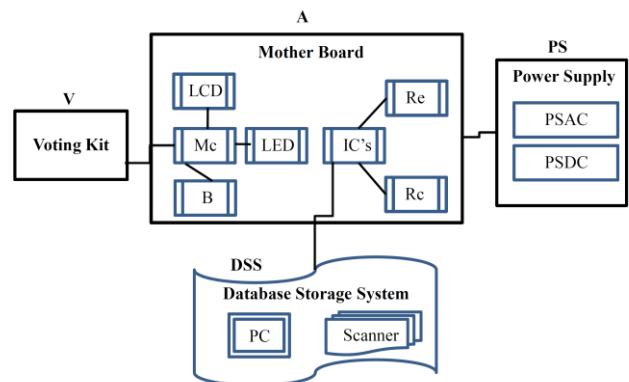 A
Mother Board
PS
Power Supply
PSAC
PSDC
V
Voting Kit
LCD
Mc
LED
B
IC's
Re
Rc
DSS
Database Storage System
PC
Scanner